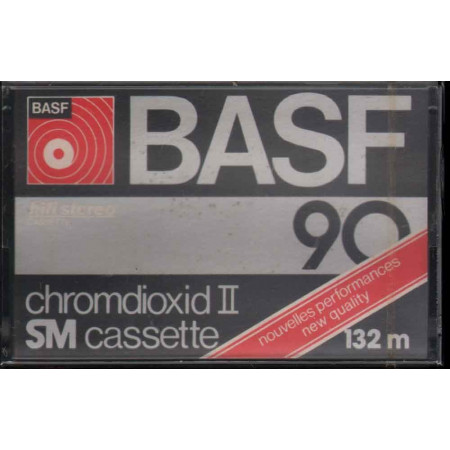 BASF
BASF
hifi stereo
90
chromdioxid II
SM cassette
nouvelles performances
new quality
132 m